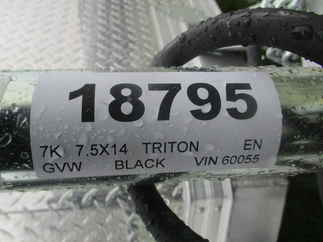 18795
7K 7.5X14 TRITON EN
GVW BLACK VIN 60055